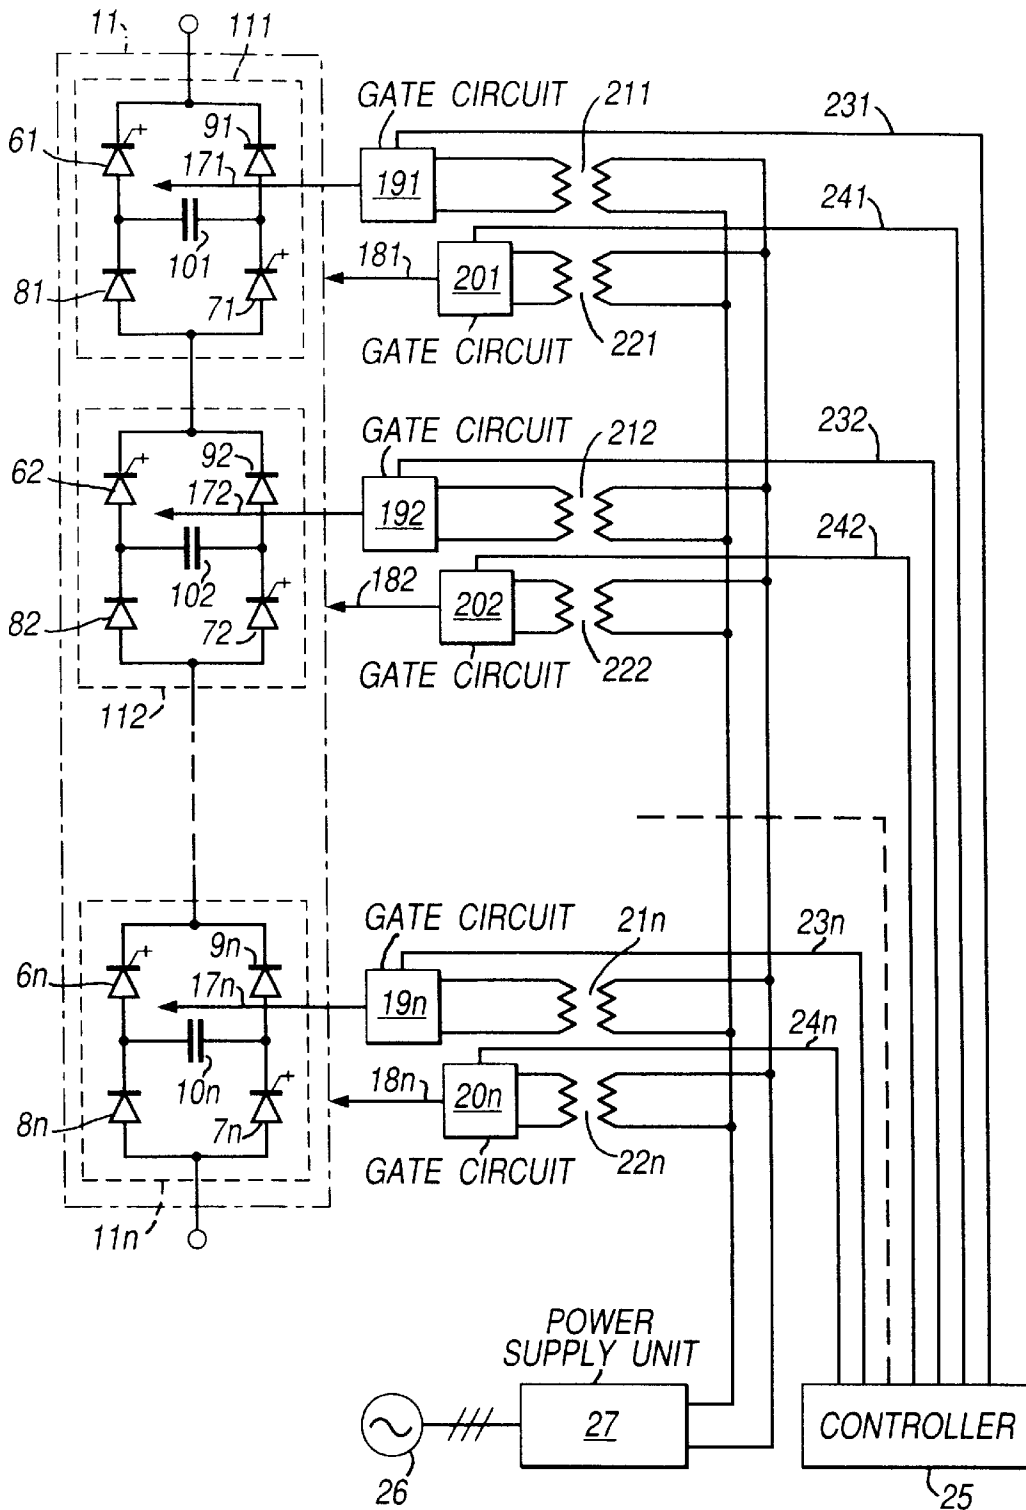 11
111
GATE CIRCUIT
211
231
61
91
171
191
241
101
181
201
81
71
221
GATE CIRCUIT
GATE CIRCUIT
212
232
62
92
172
192
242
102
182
202
82
72
222
GATE CIRCUIT
112
GATE CIRCUIT
21n
23n
6n
9n
17n
19n
24n
10n
18n
20n
8n
7n
22n
GATE CIRCUIT
11n
POWER
SUPPLY UNIT
27
CONTROLLER
26
25